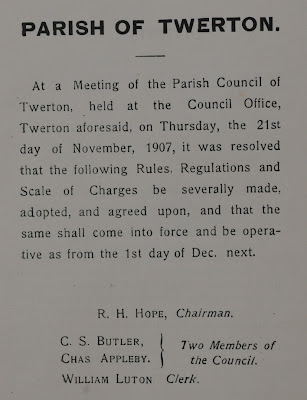 PARISH OF TWERTON.
At a Meeting of the Parish Council of
Twerton, held at the Council Office,
Twerton aforesaid, on Thursday, the 21st
day of November, 1907, it was resolved
that the following Rules. Regulations and
Scale of Charges be severally made,
adopted, and agreed upon, and that the
same shall come into force and be opera-
tive as from the 1st day of Dec. next.
R. H. HOPE, Chairman.
C. S. BUTLER, } Two Members of
CHAS APPLEBY. } the Council.
WILLIAM LUTON Clerk.